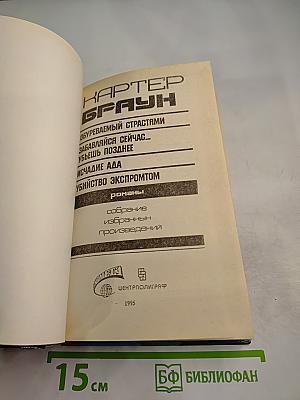 КАРТЕР
БРАУН
ОБУРЕВАЕМЫЙ СТРАСТЯМИ
ЗАБАВЛЯЙСЯ СЕЙЧАС...
УБЬЕШЬ ПОЗДНЕЕ
ИСЧАДИЕ АДА
УБИЙСТВО ЭКСПРОМТОМ
романы
собрание
избранных
произведений
ЦЕНТРПОЛИГРАФ
1995
15 см
БФ БИБЛИОФАН